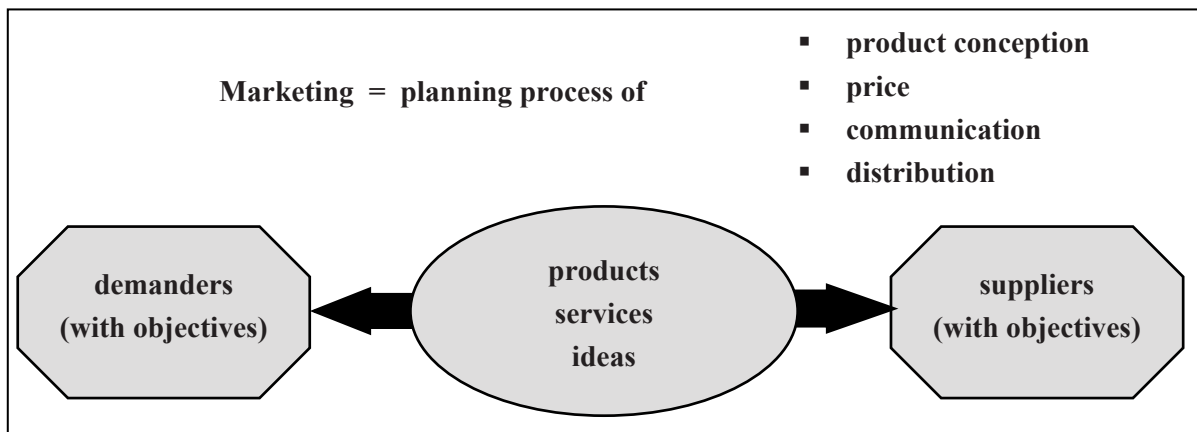 ▪ product conception
Marketing = planning process of
▪ price
▪ communication
▪ distribution
demanders
(with objectives)
products
services
ideas
suppliers
(with objectives)